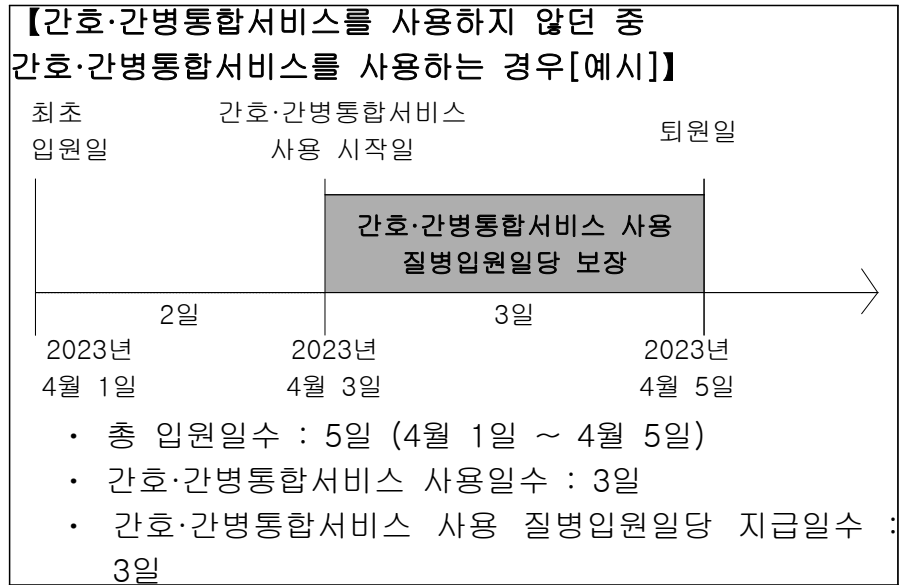 【간호·간병통합서비스를 사용하지 않던 중
간호·간병통합서비스를 사용하는 경우[예시]】
최초
입원일
간호·간병통합서비스
사용 시작일
퇴원일
간호·간병통합서비스 사용
질병입원일당 보장
2일
3일
2023년
4월 1일
2023년
4월 3일
2023년
4월 5일
· 총 입원일수 : 5일 (4월 1일 ~ 4월 5일)
· 간호·간병통합서비스 사용일수 : 3일
· 간호·간병통합서비스 사용 질병입원일당 지급일수 :
3일